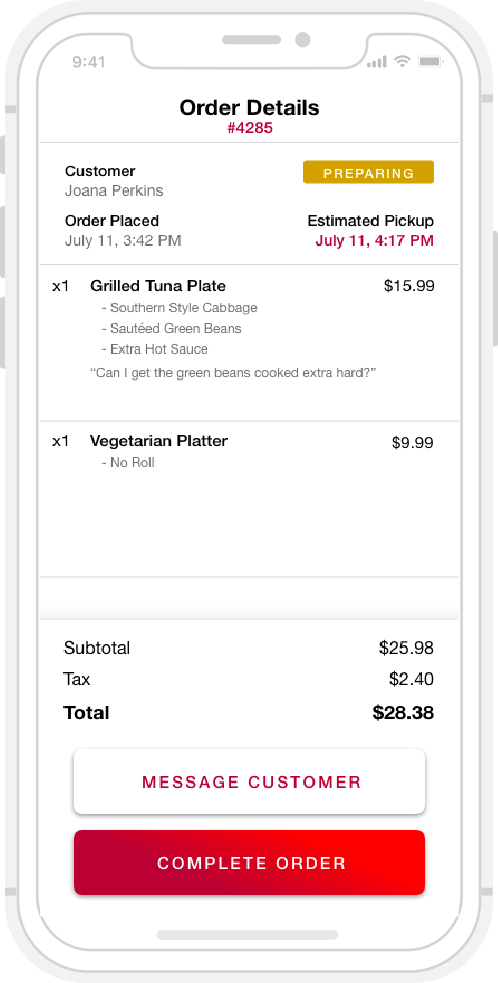 9:41
Order Details
#4285
Customer
PREPARING
Joana Perkins
Order Placed
Estimated Pickup
July 11, 3:42 PM
July 11, 4:17 PM
x1 Grilled Tuna Plate $15.99
- Southern Style Cabbage
- Sautéed Green Beans
- Extra Hot Sauce
“Can I get the green beans cooked extra hard?”
x1 Vegetarian Platter $9.99
- No Roll
Subtotal $25.98
Tax $2.40
Total $28.38
MESSAGE CUSTOMER
COMPLETE ORDER